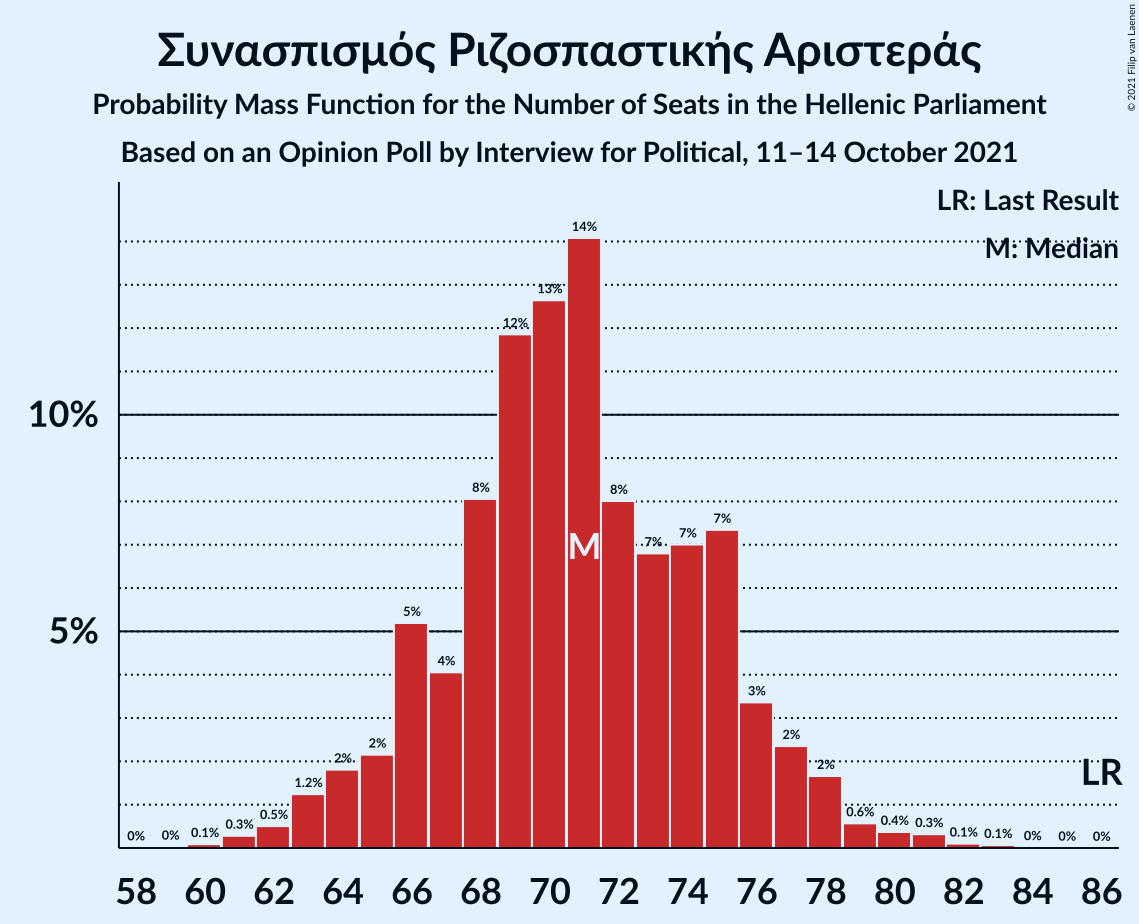 Συνασπισμός Ριζοσπαστικής Αριστεράς
Probability Mass Function for the Number of Seats in the Hellenic Parliament
Based on an Opinion Poll by Interview for Political, 11–14 October 2021
© 2021 Filip van Laenen
LR: Last Result
M: Median
10%
5%
0% 0% 0.1% 0.3% 0.5% 1.2% 2% 2% 5% 4% 8% 12% 13% 14% 8% 7% 7% 7% 3% 2% 2% 0.6% 0.4% 0.3% 0.1% 0.1% 0% 0% 0%
M
LR
58 60 62 64 66 68 70 72 74 76 78 80 82 84 86